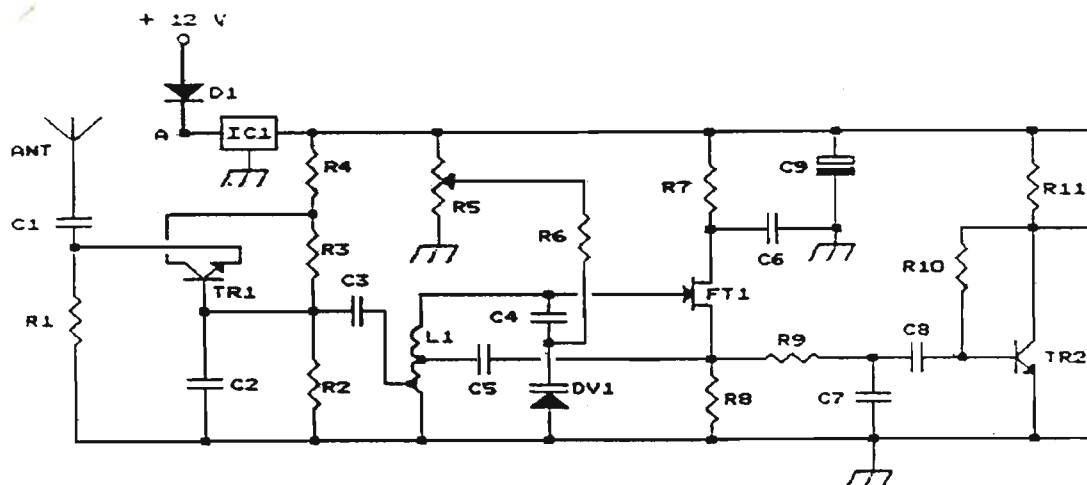 + 12 V
D1
A
IC1
ANT
C1
R4
R5
R7
C9
R11
R3
R6
C6
R10
TR1
C3
FT1
R1
C4
L1
R9
C8
C2
R2
C5
DV1
R8
C7
TR2